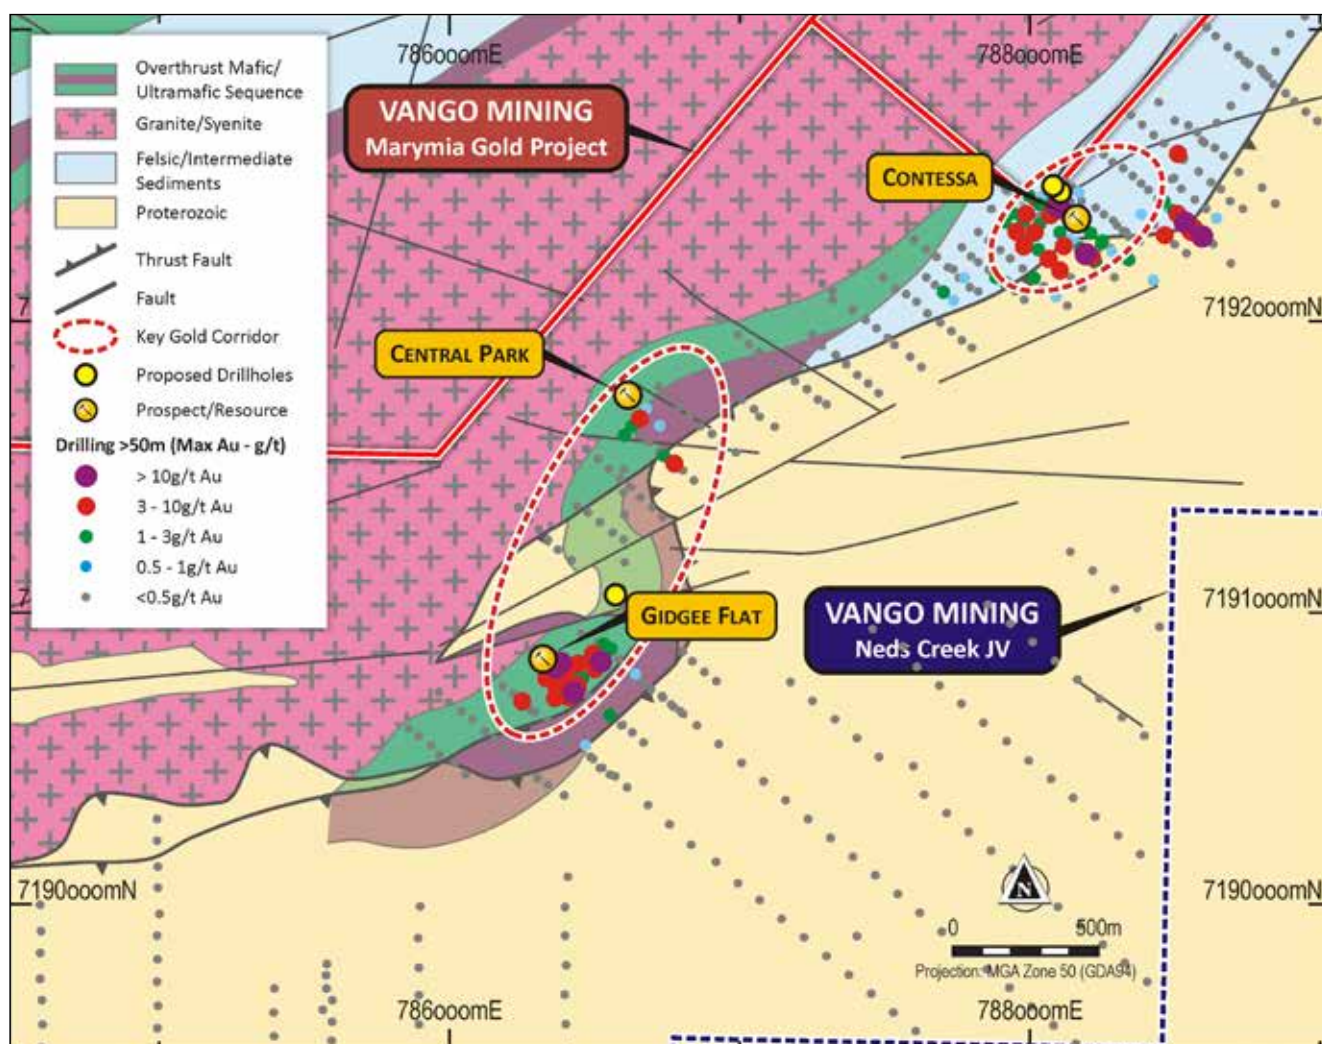 786000mE
788000mE
Overthrust Mafic/
Ultramafic Sequence
Granite/Syenite
Felsic/Intermediate
Sediments
Proterozoic
Thrust Fault
Fault
Key Gold Corridor
Proposed Drillholes
Prospect/Resource
Drilling >50m (Max Au - g/t)
> 10g/t Au
3 - 10g/t Au
1 - 3g/t Au
0.5 - 1g/t Au
<0.5g/t Au
VANGO MINING
Marymia Gold Project
CONTESSA
7192000mN
CENTRAL PARK
7191000mN
GIDGEE FLAT
VANGO MINING
Neds Creek JV
7190000mN
7190000mN
N
0 500m
Projection: MGA Zone 50 (GDA94)
786000mE
788000mE